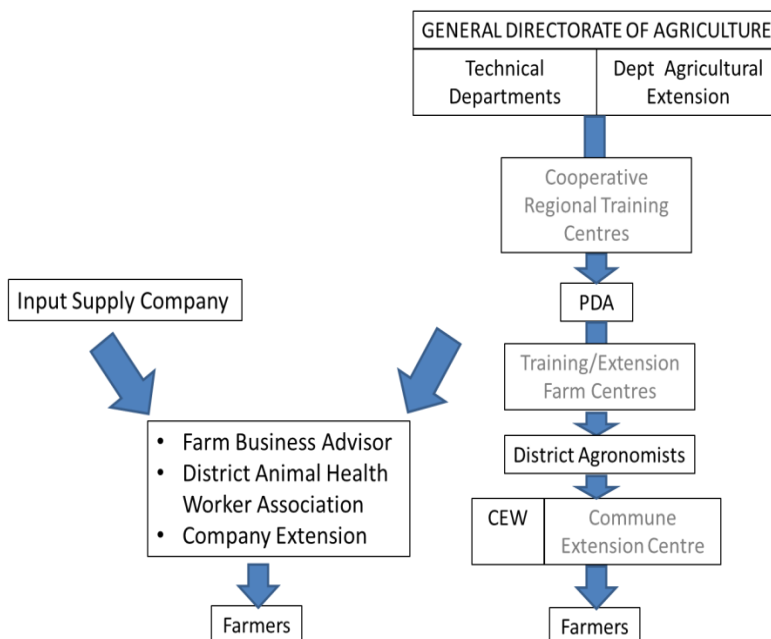 GENERAL DIRECTORATE OF AGRICULTURE
Technical
Departments
Dept Agricultural
Extension
Cooperative
Regional Training
Centres
Input Supply Company
PDA
Training/Extension
Farm Centres
• Farm Business Advisor
• District Animal Health
Worker Association
• Company Extension
District Agronomists
CEW
Commune
Extension Centre
Farmers
Farmers